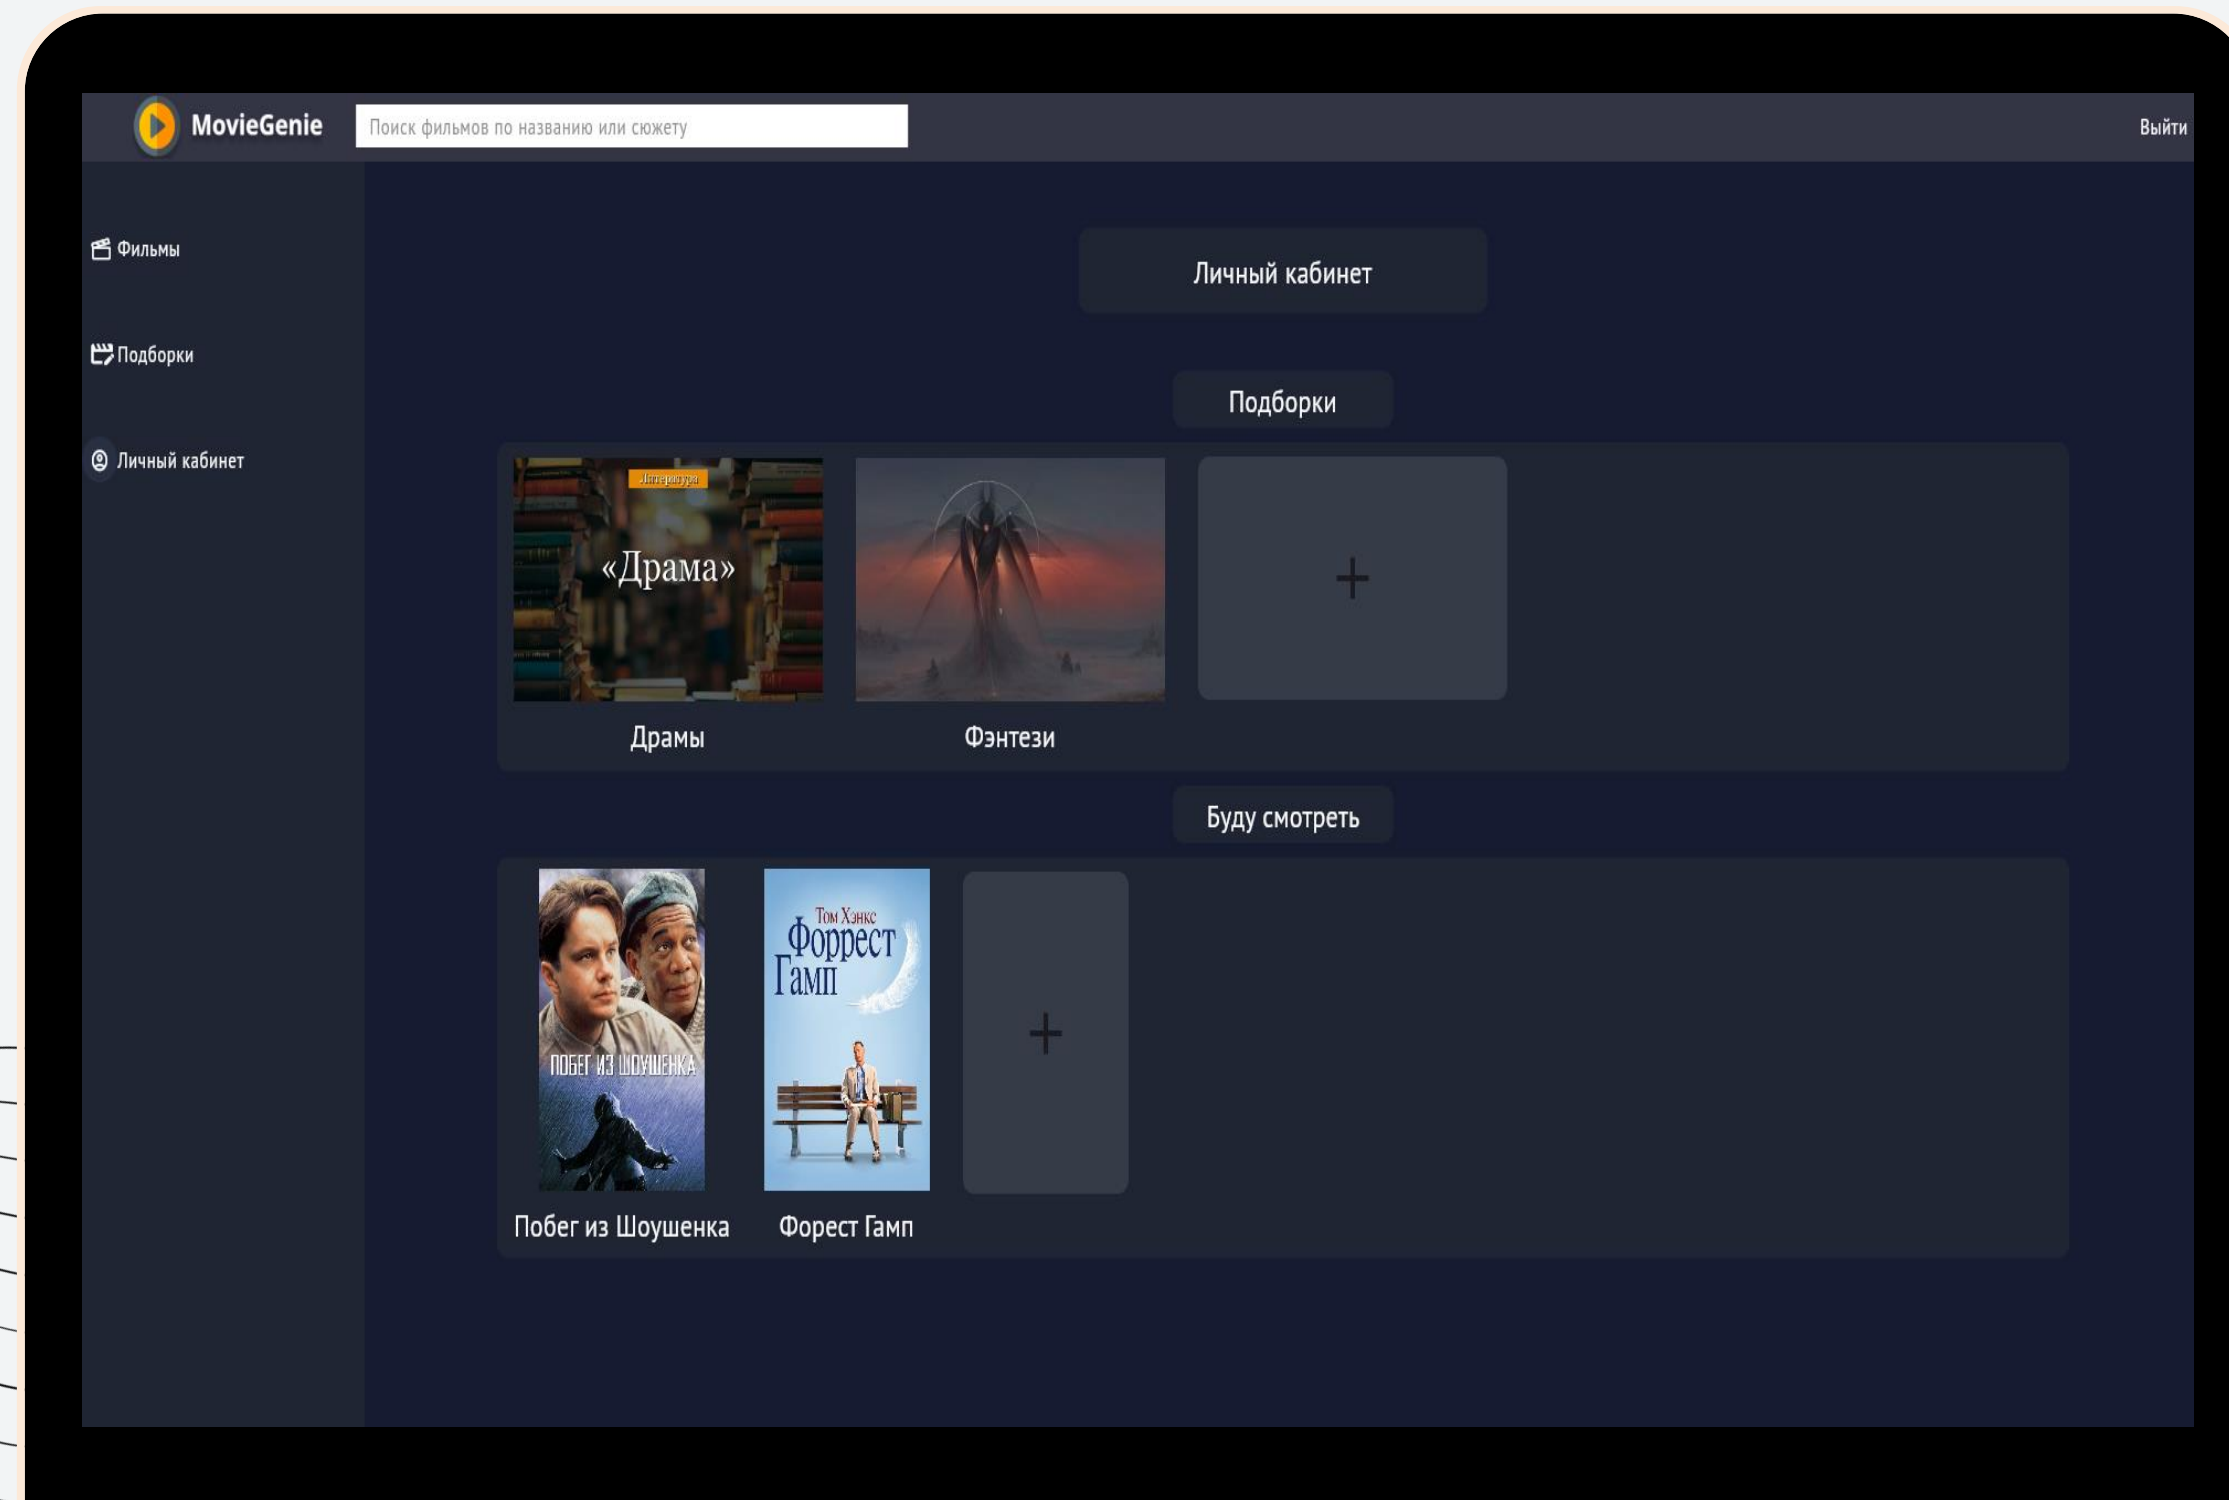 MovieGenie
Поиск фильмов по названию или сюжету
Выйти
Фильмы
Подборки
Личный кабинет
Личный кабинет
Подборки
Литература
«Драма»
Драмы
Фэнтези
+
Буду смотреть
ПОБЕГ ИЗ ШОУШЕНКА
Том Хэнкс
Форрест
Гамп
+
Побег из Шоушенка
Форест Гамп